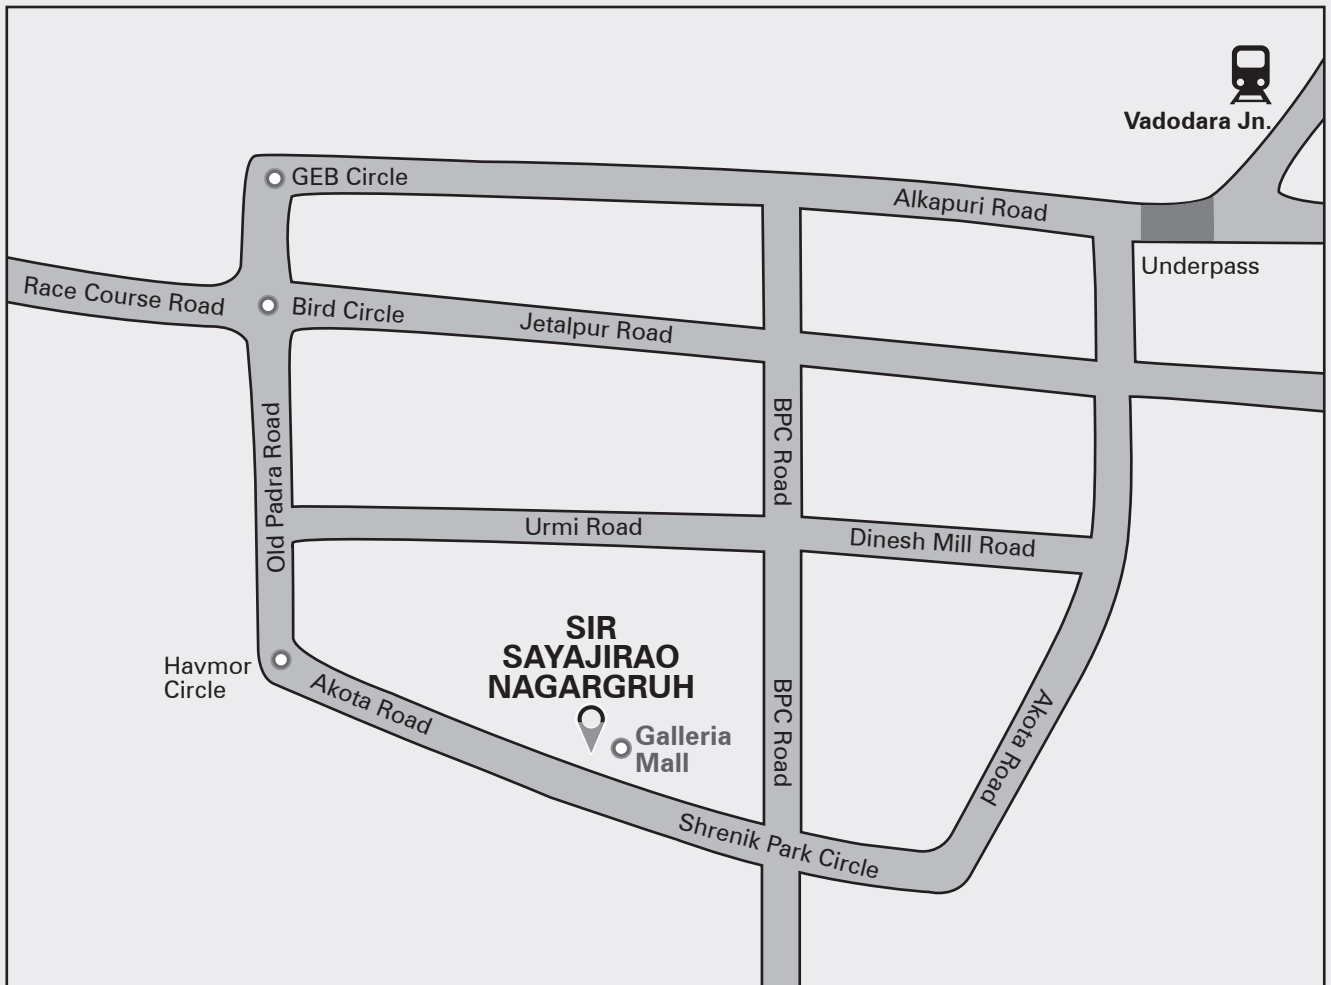 Vadodara Jn.
GEB Circle
Alkapuri Road
Underpass
Race Course Road
Bird Circle
Jetalpur Road
BPC Road
Old Padra Road
Urmi Road
Dinesh Mill Road
SIR
SAYAJIRAO
NAGARGRUH
Havmor
Circle
Akota Road
Galleria
Mall
BPC Road
Akota Road
Shrenik Park Circle